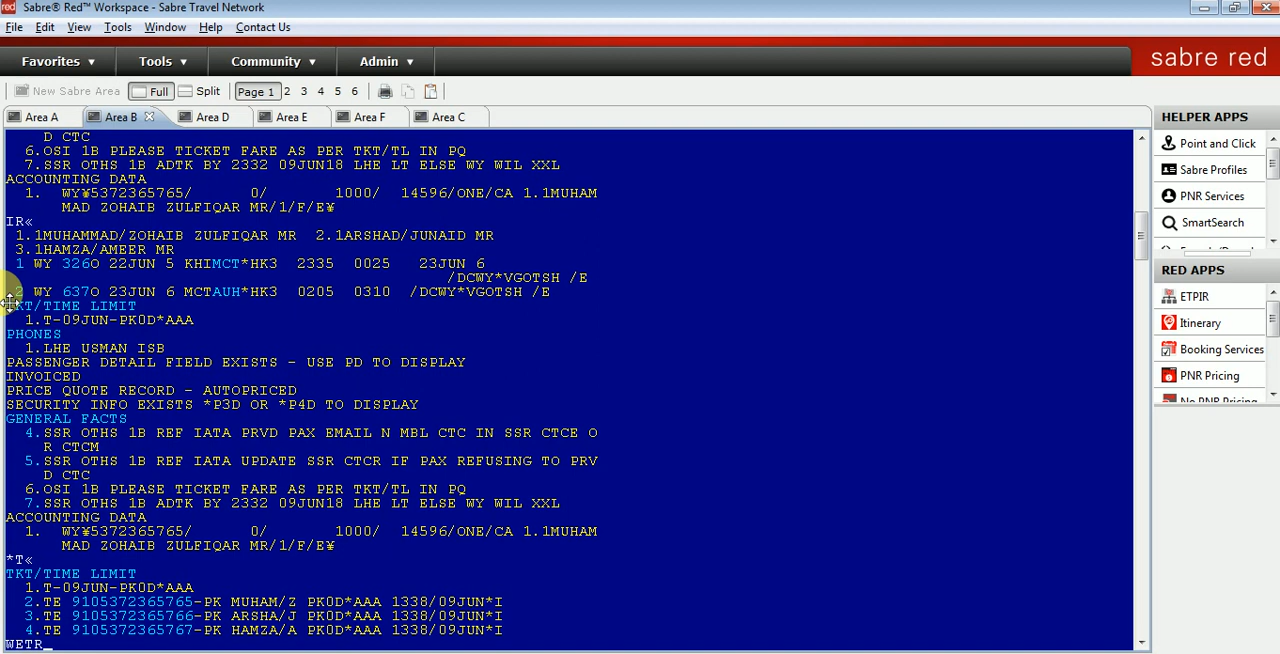 red Sabre® Red™ Workspace - Sabre Travel Network
File Edit View Tools Window Help Contact Us
Favorites ▼ Tools ▼ Community ▼ Admin ▼ sabre red
New Sabre Area Full Split Page 1 2 3 4 5 6
Area A Area B Area D Area E Area F Area C
D CTC
6.OSI 1B PLEASE TICKET FARE AS PER TKT/TL IN PQ
7.SSR OTHS 1B ADTK BY 2332 09JUN18 LHE LT ELSE WY WIL XXL
ACCOUNTING DATA
1. WY¥5372365765/ 0/ 1000/ 14596/ONE/CA 1.1MUHAM
MAD ZOHAIB ZULFIQAR MR/1/F/E¥
IR«
1.1MUHAMMAD/ZOHAIB ZULFIQAR MR 2.1ARSHAD/JUNAID MR
3.1HAMZA/AMEER MR
1 WY 326O 22JUN 5 KHIMCT*HK3 2335 0025 23JUN 6
/DCWY*VGOTSH /E
2 WY 637O 23JUN 6 MCTAUH*HK3 0205 0310 /DCWY*VGOTSH /E
TKT/TIME LIMIT
1.T-09JUN-PK0D*AAA
PHONES
1.LHE USMAN ISB
PASSENGER DETAIL FIELD EXISTS - USE PD TO DISPLAY
INVOICED
PRICE QUOTE RECORD - AUTOPRICED
SECURITY INFO EXISTS *P3D OR *P4D TO DISPLAY
GENERAL FACTS
4.SSR OTHS 1B REF IATA PRVD PAX EMAIL N MBL CTC IN SSR CTCE O
R CTCM
5.SSR OTHS 1B REF IATA UPDATE SSR CTCR IF PAX REFUSING TO PRV
D CTC
6.OSI 1B PLEASE TICKET FARE AS PER TKT/TL IN PQ
7.SSR OTHS 1B ADTK BY 2332 09JUN18 LHE LT ELSE WY WIL XXL
ACCOUNTING DATA
1. WY¥5372365765/ 0/ 1000/ 14596/ONE/CA 1.1MUHAM
MAD ZOHAIB ZULFIQAR MR/1/F/E¥
*T«
TKT/TIME LIMIT
1.T-09JUN-PK0D*AAA
2.TE 9105372365765-PK MUHAM/Z PK0D*AAA 1338/09JUN*I
3.TE 9105372365766-PK ARSHA/J PK0D*AAA 1338/09JUN*I
4.TE 9105372365767-PK HAMZA/A PK0D*AAA 1338/09JUN*I
WETR_
HELPER APPS
Point and Click
Sabre Profiles
PNR Services
SmartSearch
RED APPS
ETPIR
Itinerary
Booking Services
PNR Pricing
No PNR Pricing